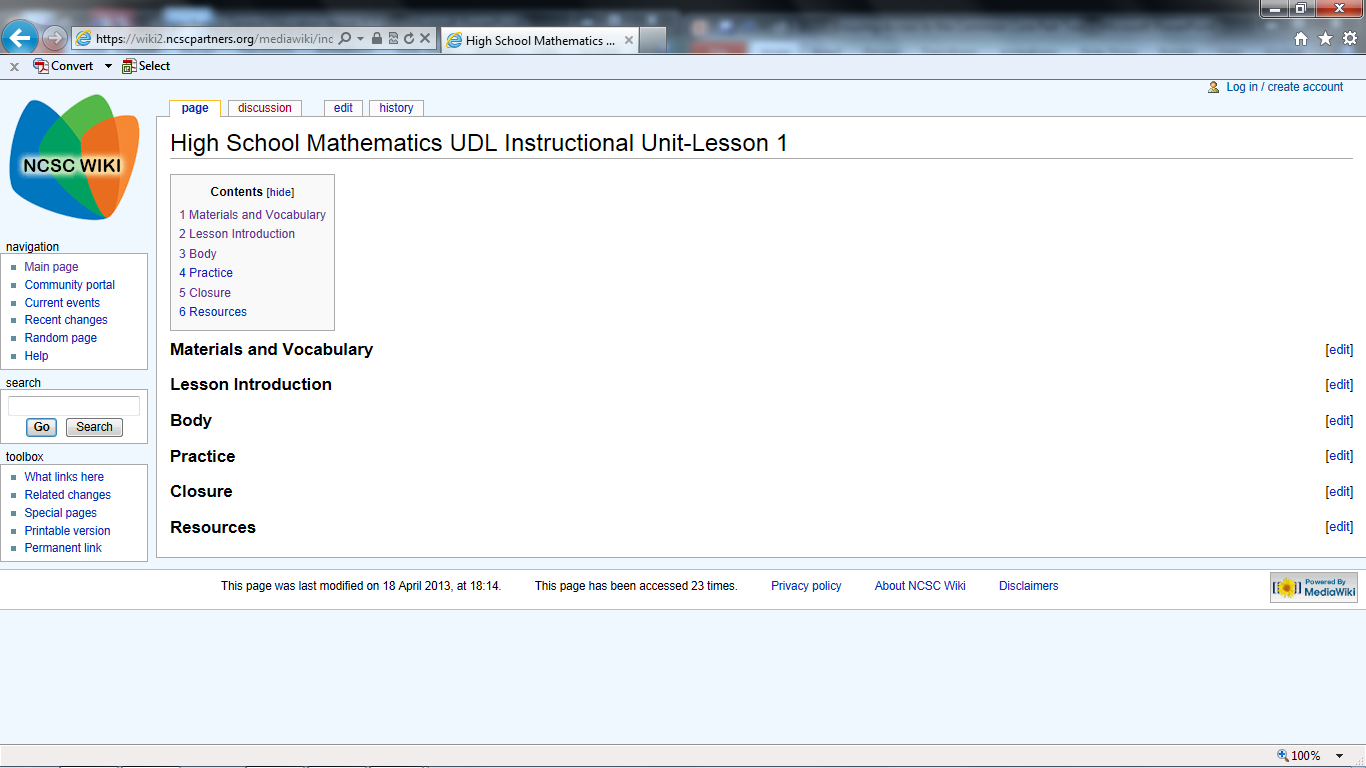 https://wiki2.ncscpartners.org/mediawiki/inc
High School Mathematics ...
x Convert Select
Log in / create account
page discussion edit history
NCSC WIKI
High School Mathematics UDL Instructional Unit-Lesson 1
Contents [hide]
1 Materials and Vocabulary
2 Lesson Introduction
3 Body
4 Practice
5 Closure
6 Resources
navigation
Main page
Community portal
Current events
Recent changes
Random page
Help
search
Go Search
toolbox
What links here
Related changes
Special pages
Printable version
Permanent link
Materials and Vocabulary [edit]
Lesson Introduction [edit]
Body [edit]
Practice [edit]
Closure [edit]
Resources [edit]
This page was last modified on 18 April 2013, at 18:14. This page has been accessed 23 times. Privacy policy About NCSC Wiki Disclaimers
Powered By
MediaWiki
100%